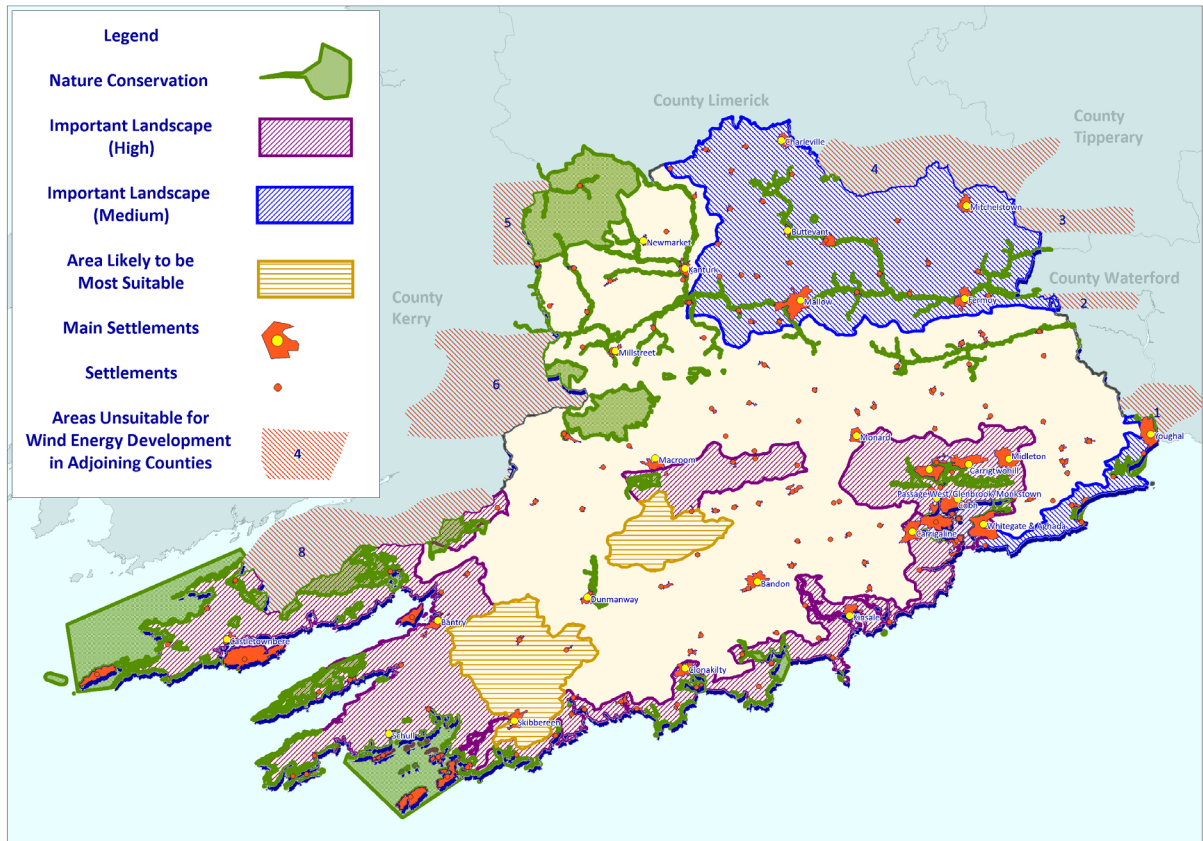 Legend
Nature Conservation
Important Landscape
(High)
Important Landscape
(Medium)
Area Likely to be
Most Suitable
Main Settlements
Settlements
Areas Unsuitable for
Wind Energy Development
in Adjoining Counties
4
County Limerick
County
Tipperary
Charleville
4
Mitchelstown
5
3
Buttevant
Newmarket
Kanturk
County Waterford
County
Kerry
Mallow
Fermoy
2
Millstreet
6
1
Youghal
Monard
Macroom
Midleton
Carrigtwohill
7
Passage West/Glenbrook/Monkstown
Cobh
Whitegate & Aghada
Carrigaline
8
Bandon
Dunmanway
Kinsale
Bantry
Castletownbere
Clonakilty
Skibbereen
Schull